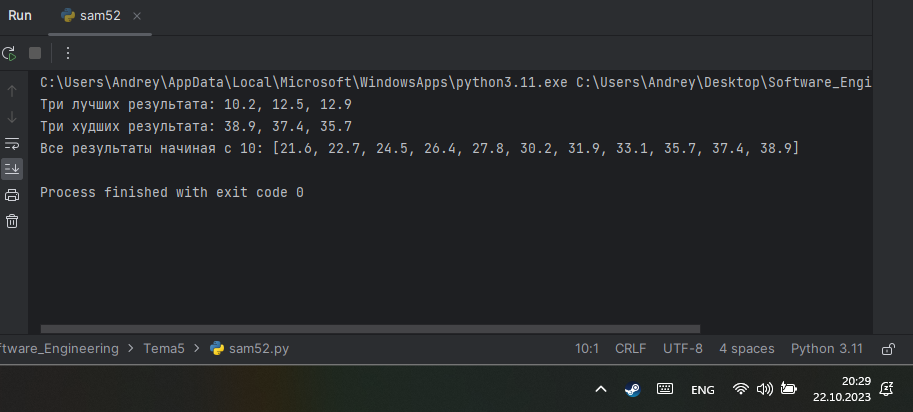 Run sam52
C:\Users\Andrey\AppData\Local\Microsoft\WindowsApps\python3.11.exe C:\Users\Andrey\Desktop\Software_Engi
Три лучших результата: 10.2, 12.5, 12.9
Три худших результата: 38.9, 37.4, 35.7
Все результаты начиная с 10: [21.6, 22.7, 24.5, 26.4, 27.8, 30.2, 31.9, 33.1, 35.7, 37.4, 38.9]
Process finished with exit code 0
ftware_Engineering > Tema5 > sam52.py 10:1 CRLF UTF-8 4 spaces Python 3.11
ENG 20:29
22.10.2023